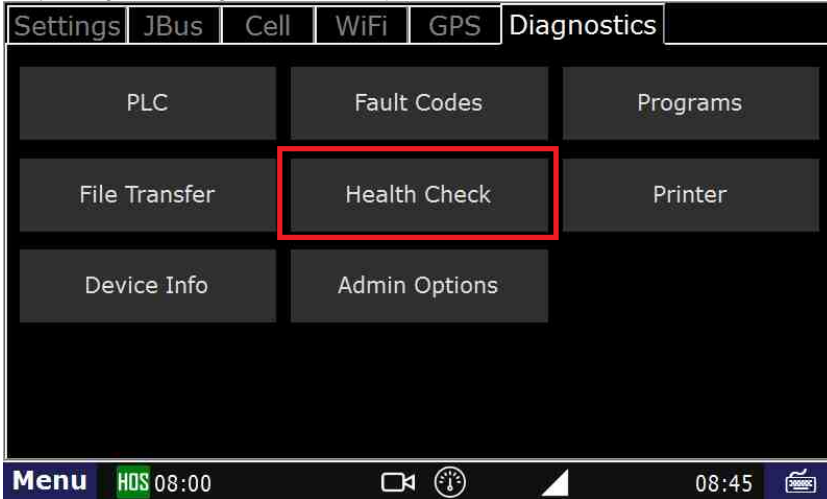 Settings JBus Cell WiFi GPS Diagnostics
PLC Fault Codes Programs
File Transfer Health Check Printer
Device Info Admin Options
Menu HOS 08:00 08:45